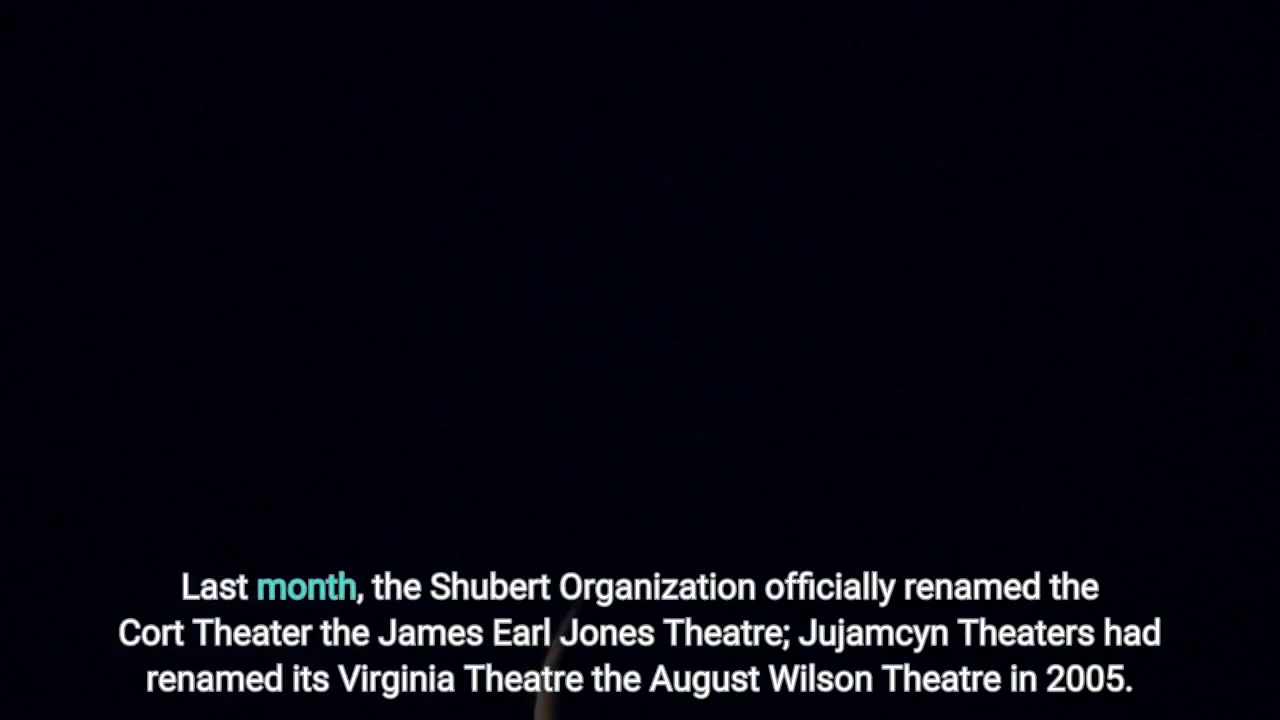 Last month, the Shubert Organization officially renamed the
Cort Theater the James Earl Jones Theatre; Jujamcyn Theaters had
renamed its Virginia Theatre the August Wilson Theatre in 2005.